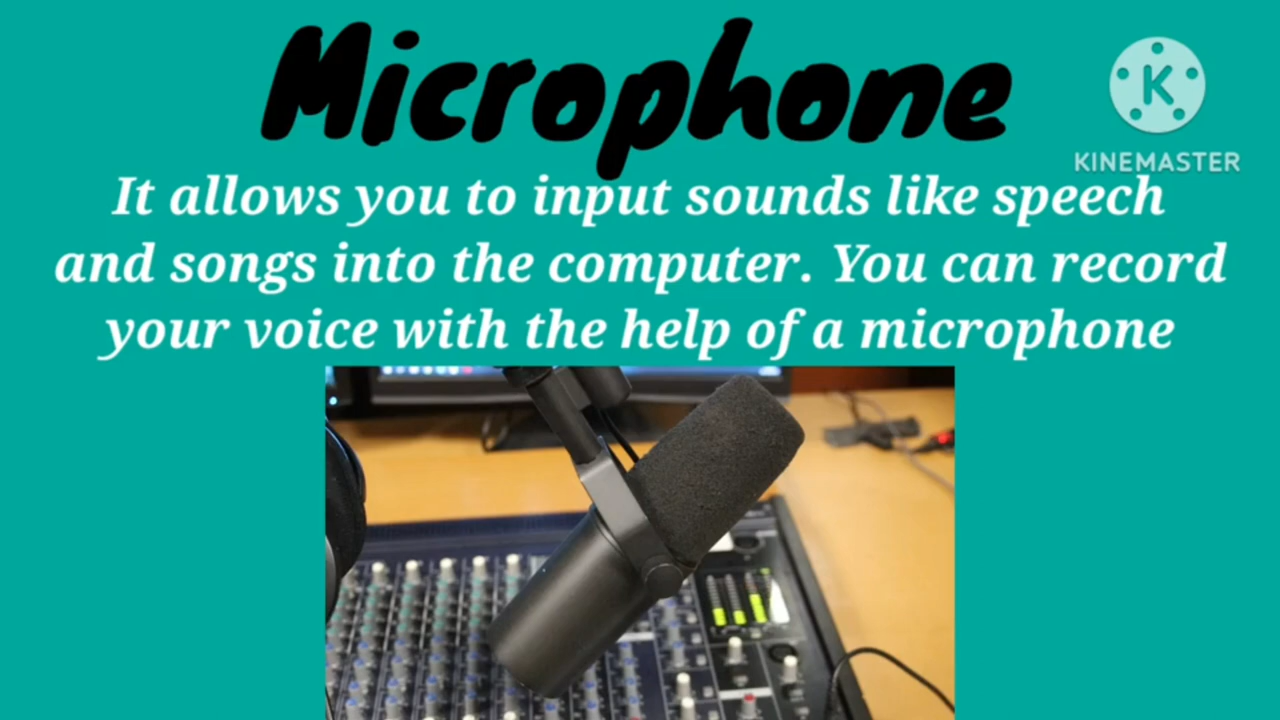 Microphone
K
KINEMASTER
It allows you to input sounds like speech
and songs into the computer. You can record
your voice with the help of a microphone